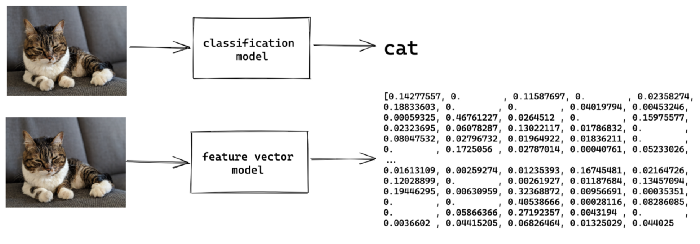 classification
model
cat
feature vector
model
[0.14277557, 0.        , 0.11587697, 0.        , 0.02358274,
0.18833603, 0.        , 0.        , 0.04019794, 0.00453246,
0.00059325, 0.46761227, 0.0264512 , 0.        , 0.15975577,
0.02323695, 0.06078287, 0.13022117, 0.01786832, 0.        ,
0.08047532, 0.02796732, 0.01964922, 0.01836211, 0.        ,
0.        , 0.1725056 , 0.02787014, 0.00040761, 0.05233026,
...
0.01613109, 0.00259274, 0.01235393, 0.16745481, 0.02164726,
0.12028899, 0.        , 0.00261927, 0.01187684, 0.13457094,
0.19446295, 0.00630959, 0.32368872, 0.00956691, 0.00035351,
0.        , 0.        , 0.40538666, 0.00028116, 0.08286085,
0.        , 0.05866366, 0.27192357, 0.0043194 , 0.        ,
0.0036602 , 0.04415205, 0.06826464, 0.01325029, 0.044025